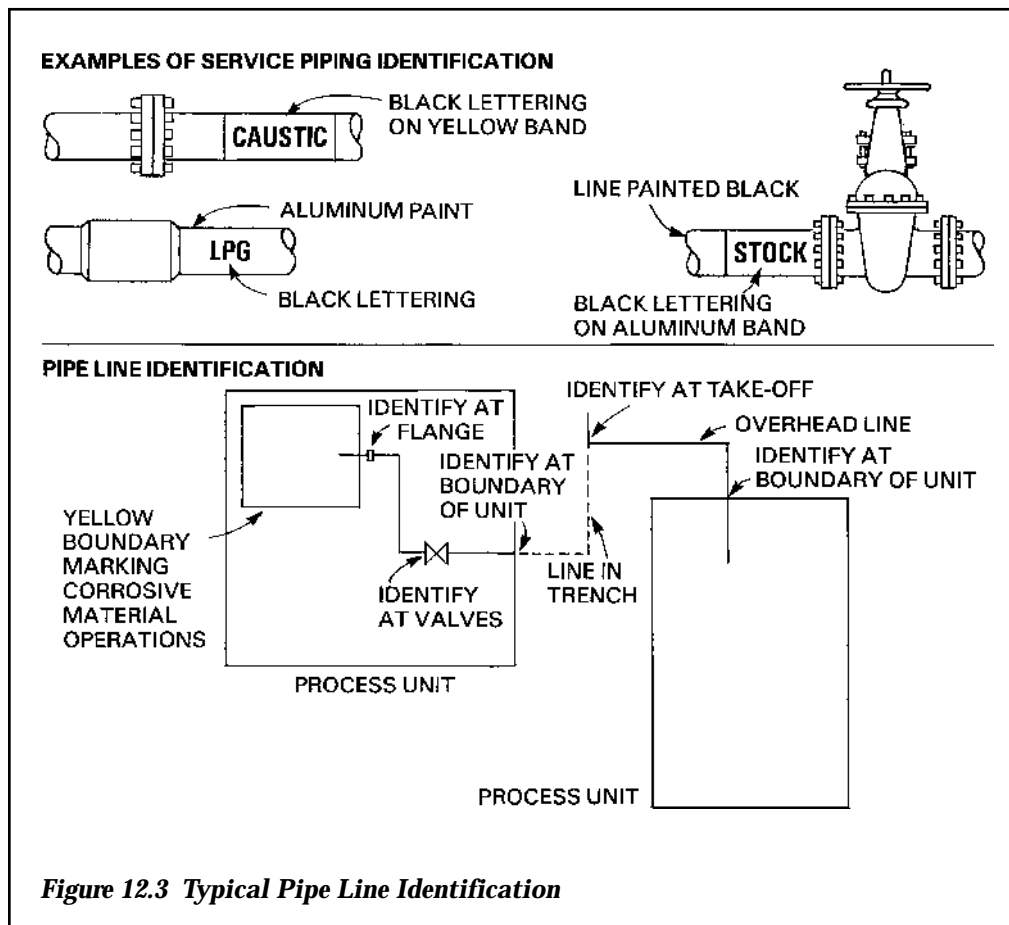 EXAMPLES OF SERVICE PIPING IDENTIFICATION
CAUSTIC
BLACK LETTERING
ON YELLOW BAND
ALUMINUM PAINT
LPG
BLACK LETTERING
LINE PAINTED BLACK
STOCK
BLACK LETTERING
ON ALUMINUM BAND
PIPE LINE IDENTIFICATION
IDENTIFY AT
FLANGE
IDENTIFY AT
BOUNDARY
OF UNIT
YELLOW
BOUNDARY
MARKING
CORROSIVE
MATERIAL
OPERATIONS
IDENTIFY
AT VALVES
PROCESS UNIT
IDENTIFY AT TAKE-OFF
OVERHEAD LINE
IDENTIFY AT
BOUNDARY OF UNIT
LINE IN
TRENCH
PROCESS UNIT
Figure 12.3 Typical Pipe Line Identification